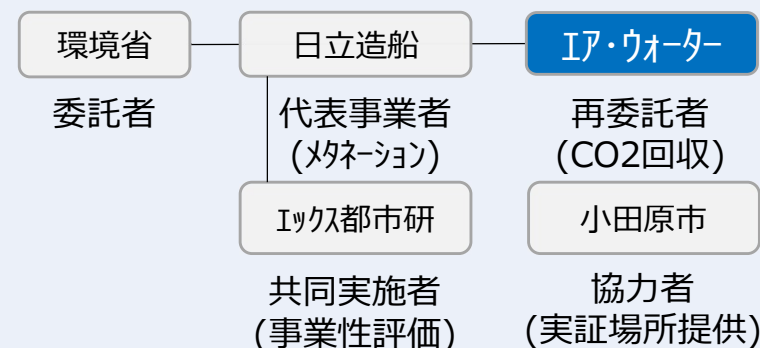 環境省
日立造船
ｴｱ･ｳｫｰﾀｰ
委託者
代表事業者
(ﾒﾀﾈｰｼｮﾝ)
再委託者
(CO2回収)
ｴｯｸｽ都市研
小田原市
共同実施者
(事業性評価)
協力者
(実証場所提供)